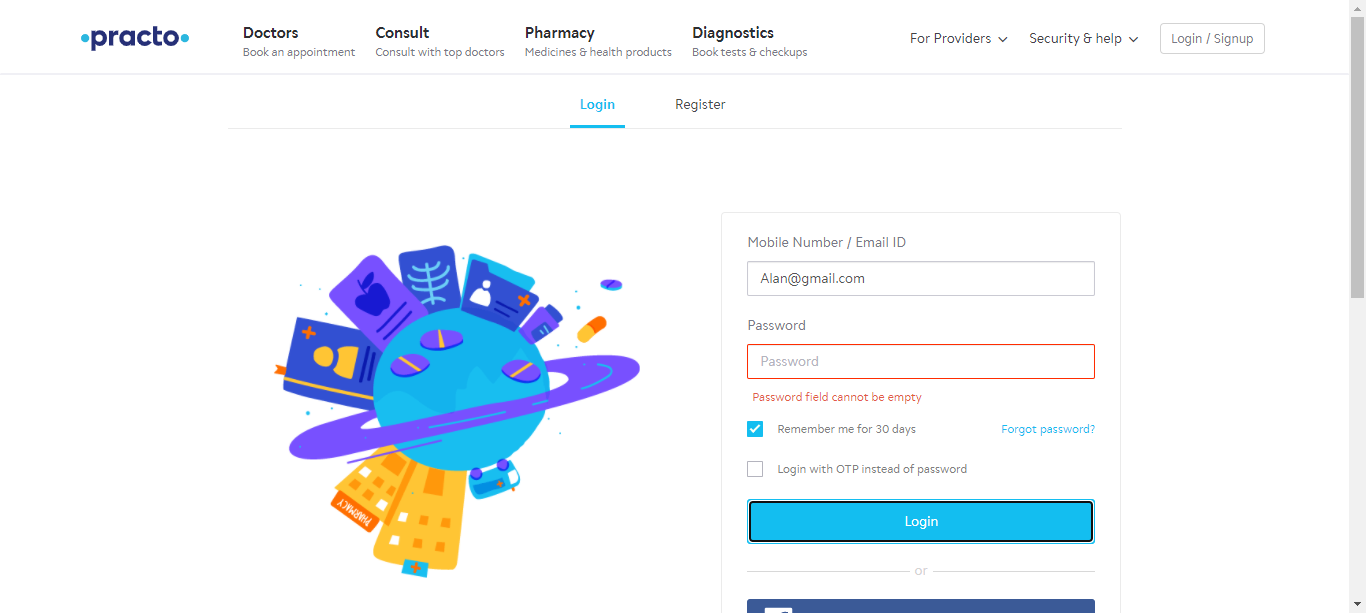 practo
Doctors
Book an appointment
Consult
Consult with top doctors
Pharmacy
Medicines & health products
Diagnostics
Book tests & checkups
For Providers
Security & help
Login / Signup
Login
Register
PHARMACY
Mobile Number / Email ID
Alan@gmail.com
Password
Password
Password field cannot be empty
Remember me for 30 days
Forgot password?
Login with OTP instead of password
Login
or